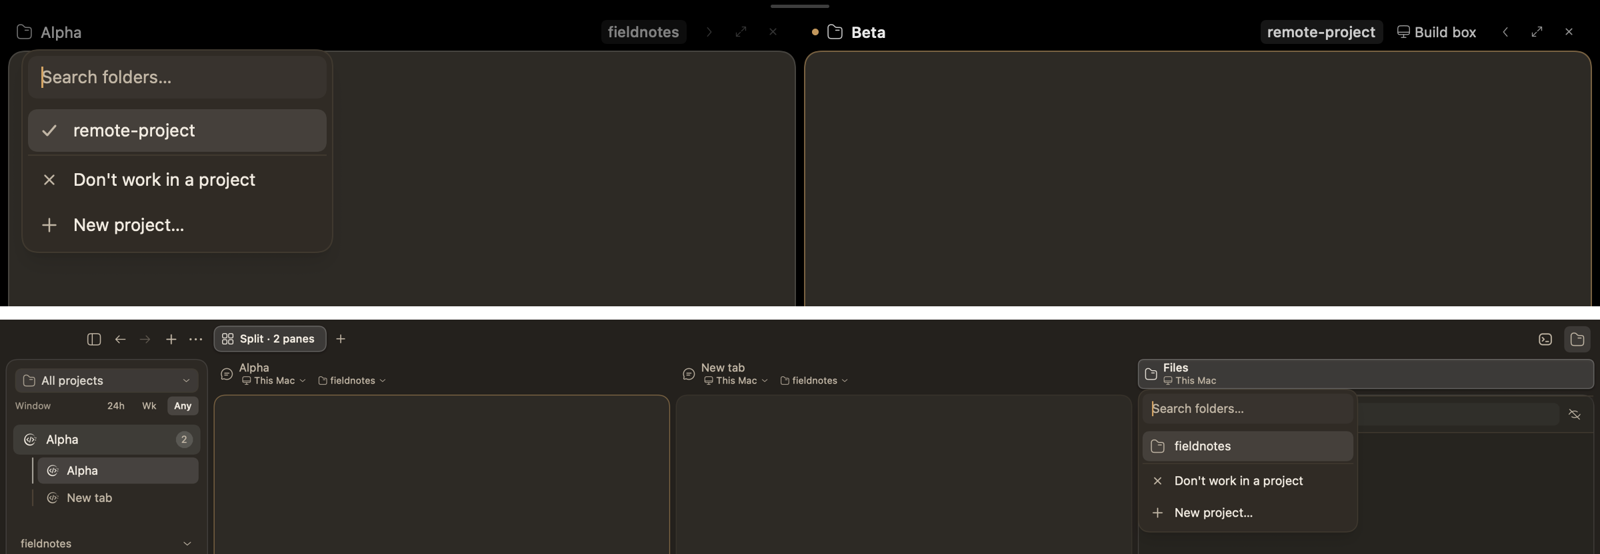 Alpha
fieldnotes
Beta
remote-project
Build box
Search folders...
remote-project
Don't work in a project
New project...
Split · 2 panes
All projects
Window
24h
Wk
Any
Alpha
2
Alpha
New tab
fieldnotes
Alpha
This Mac
fieldnotes
New tab
This Mac
fieldnotes
Files
This Mac
Search folders...
fieldnotes
Don't work in a project
New project...